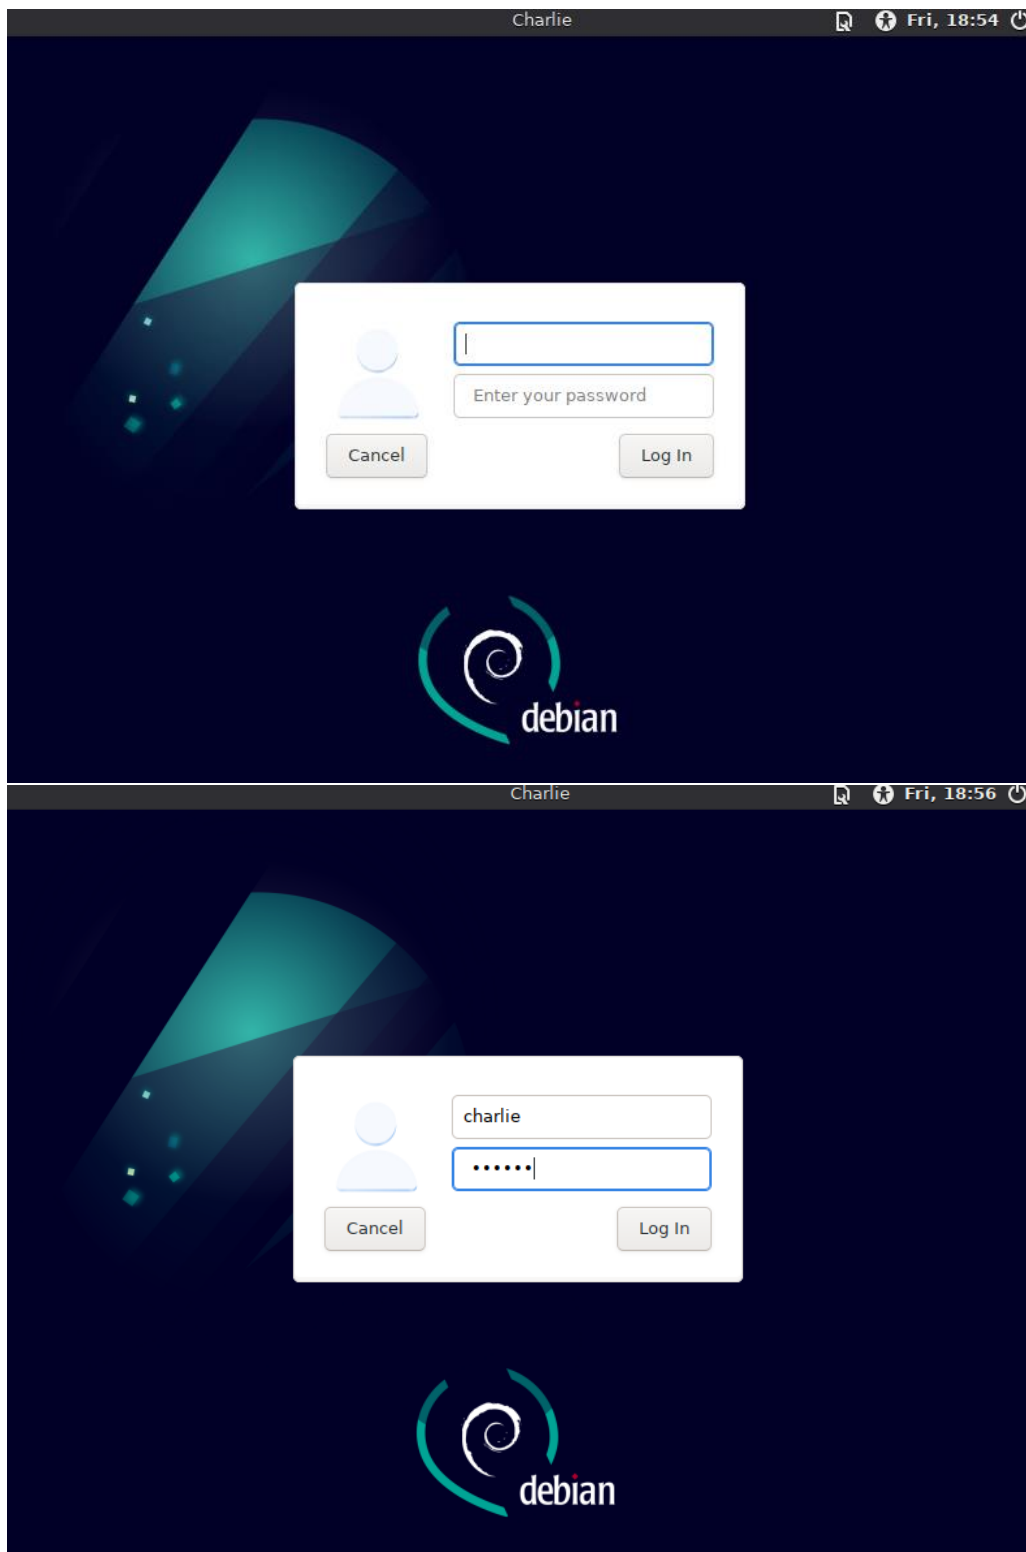 Charlie
Fri, 18:54
Enter your password
Cancel
Log In
debian
Charlie
Fri, 18:56
charlie
••••••
Cancel
Log In
debian